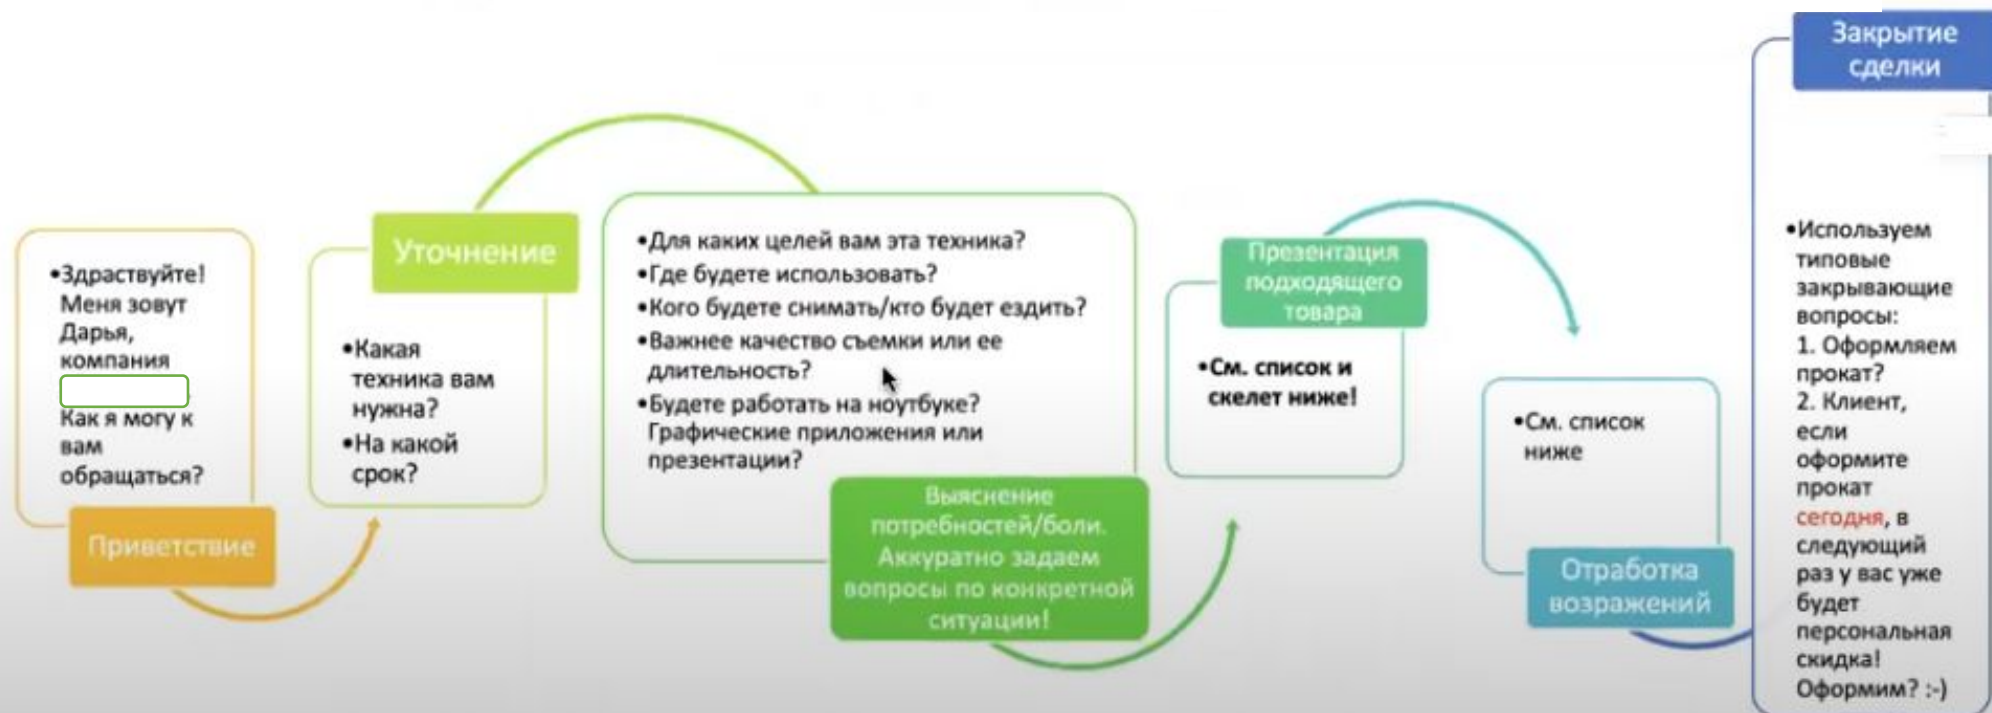 •Здраствуйте!
Меня зовут
Дарья,
компания
Как я могу к
вам
обращаться?
Приветствие
Уточнение
•Какая
техника вам
нужна?
•На какой
срок?
•Для каких целей вам эта техника?
•Где будете использовать?
•Кого будете снимать/кто будет ездить?
•Важнее качество съемки или ее
длительность?
•Будете работать на ноутбуке?
Графические приложения или
презентации?
Выяснение
потребностей/боли.
Аккуратно задаем
вопросы по конкретной
ситуации!
Презентация
подходящего
товара
•См. список и
скелет ниже!
•См. список
ниже
Отработка
возражений
Закрытие
сделки
•Используем
типовые
закрывающие
вопросы:
1. Оформляем
прокат?
2. Клиент,
если
оформите
прокат
сегодня, в
следующий
раз у вас уже
будет
персональная
скидка!
Оформим? :-)